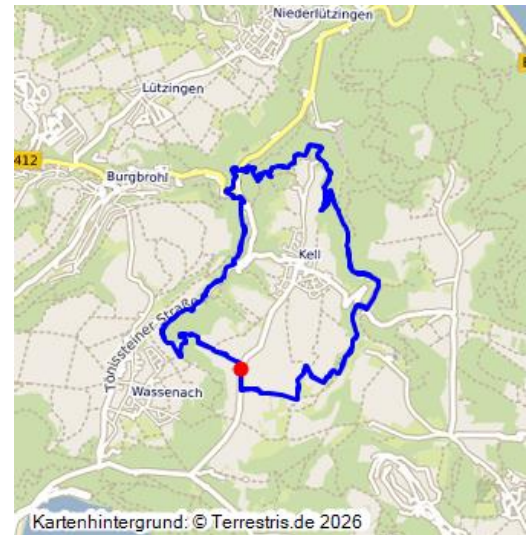 Niederlützingen
Lützingen
412
Burgbrohl
Kell
Tönissteiner Straße
Wassenach
Kartenhintergrund: © Terrestris.de 2026